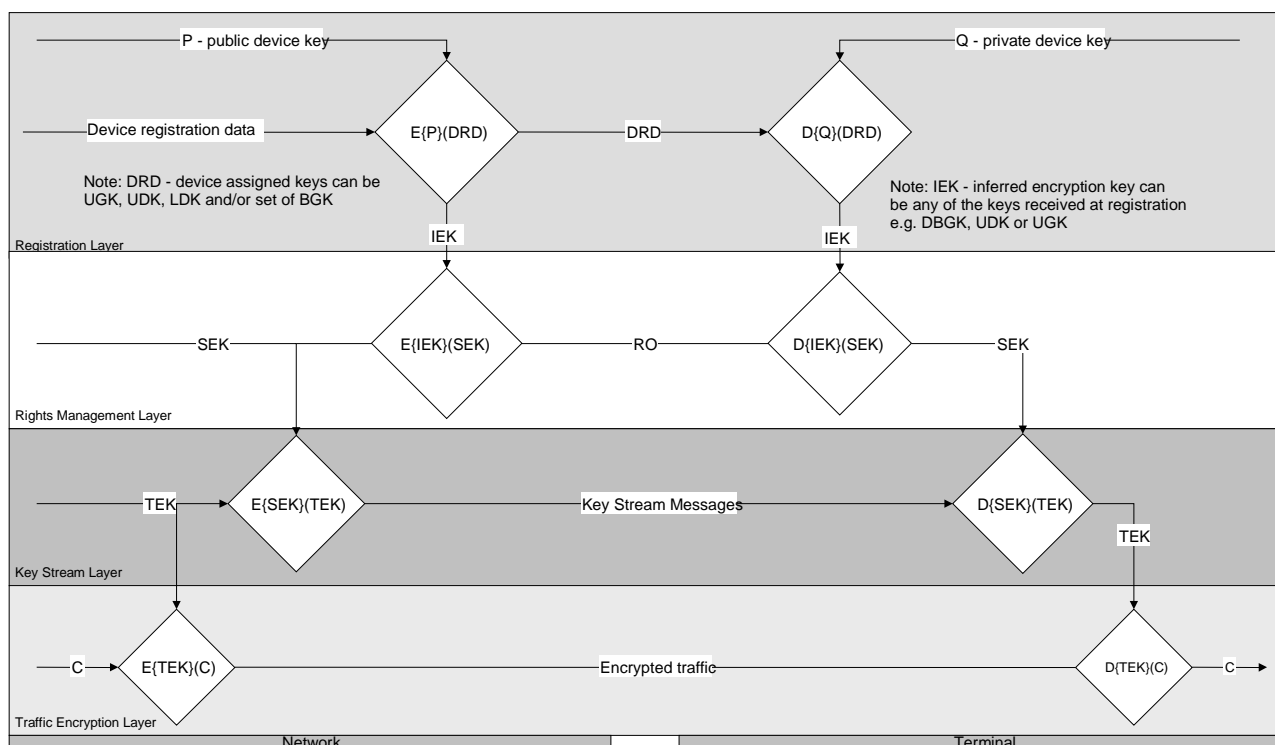 P - public device key
Q - private device key
Device registration data
E{P}(DRD)
DRD
D{Q}(DRD)
Note: DRD - device assigned keys can be
UGK, UDK, LDK and/or set of BGK
Note: IEK - inferred encryption key can
be any of the keys received at registration
e.g. DBGK, UDK or UGK
IEK
IEK
Registration Layer
SEK
E{IEK}(SEK)
RO
D{IEK}(SEK)
SEK
Rights Management Layer
TEK
E{SEK}(TEK)
Key Stream Messages
D{SEK}(TEK)
TEK
Key Stream Layer
C
E{TEK}(C)
Encrypted traffic
D{TEK}(C)
C
Traffic Encryption Layer
Network
Terminal